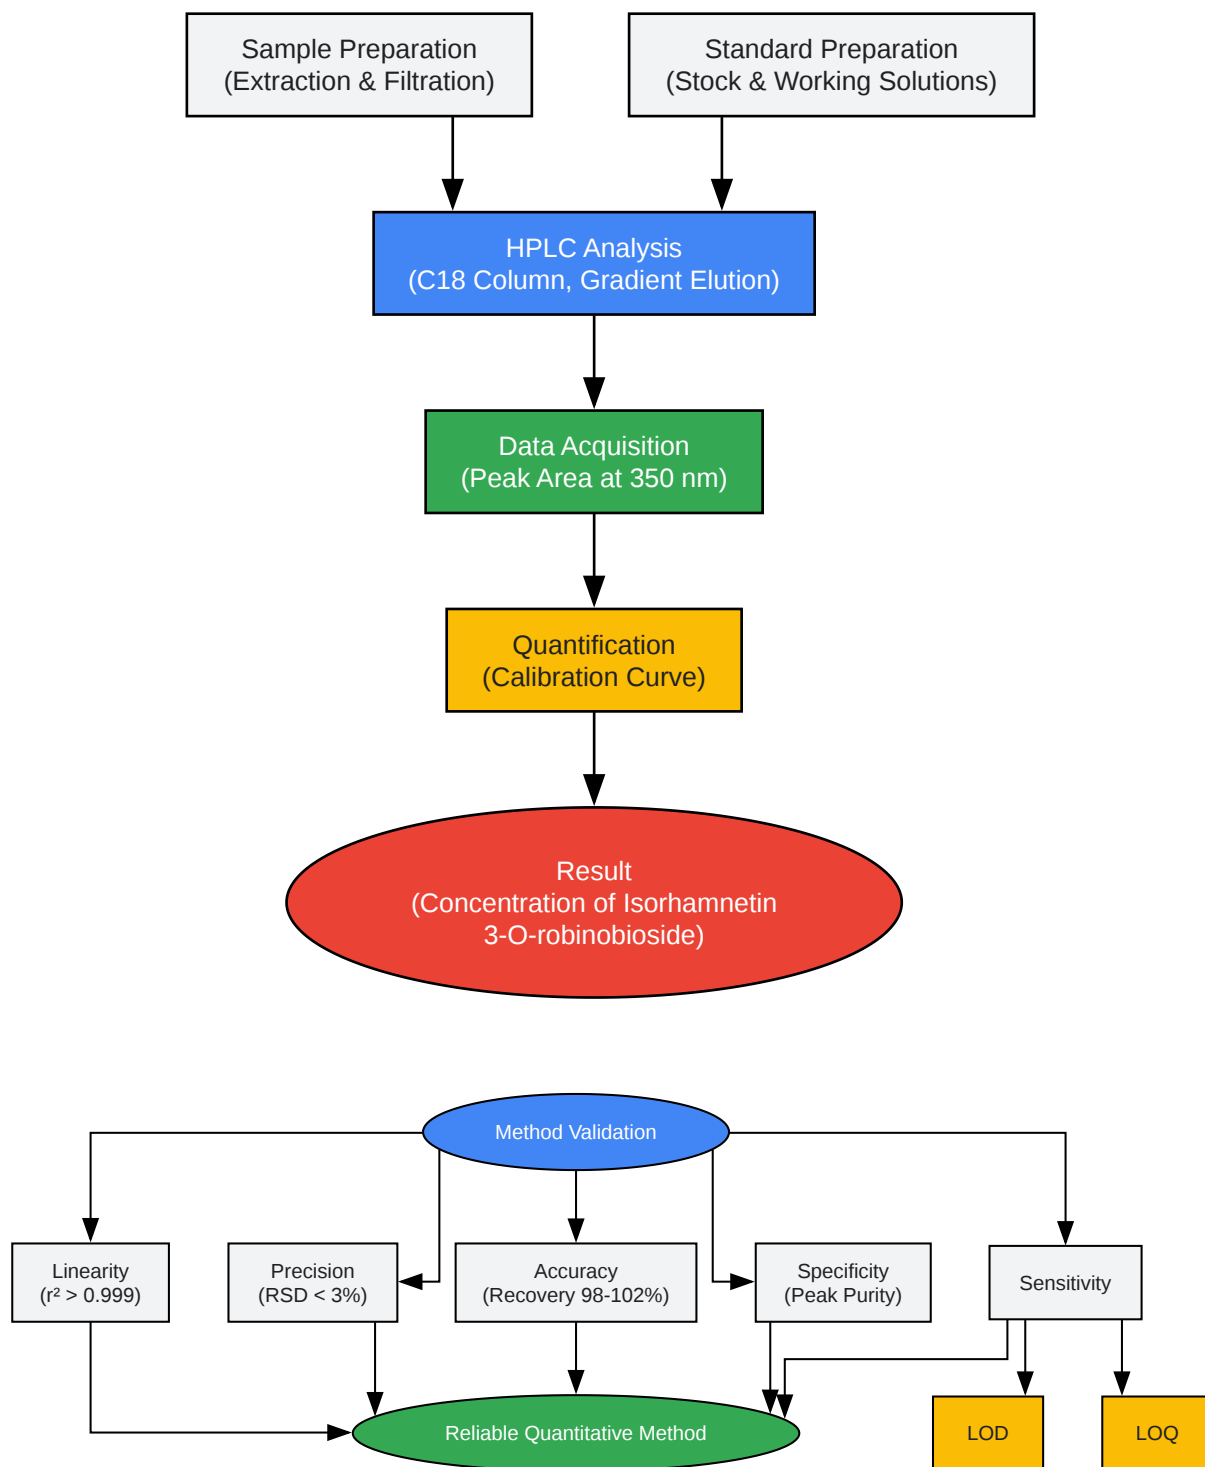 Sample Preparation
(Extraction & Filtration)
Standard Preparation
(Stock & Working Solutions)
HPLC Analysis
(C18 Column, Gradient Elution)
Data Acquisition
(Peak Area at 350 nm)
Quantification
(Calibration Curve)
Result
(Concentration of Isorhamnetin
3-O-robinobioside)
Method Validation
Linearity
(r² > 0.999)
Precision
(RSD < 3%)
Accuracy
(Recovery 98-102%)
Specificity
(Peak Purity)
Sensitivity
Reliable Quantitative Method
LOD
LOQ